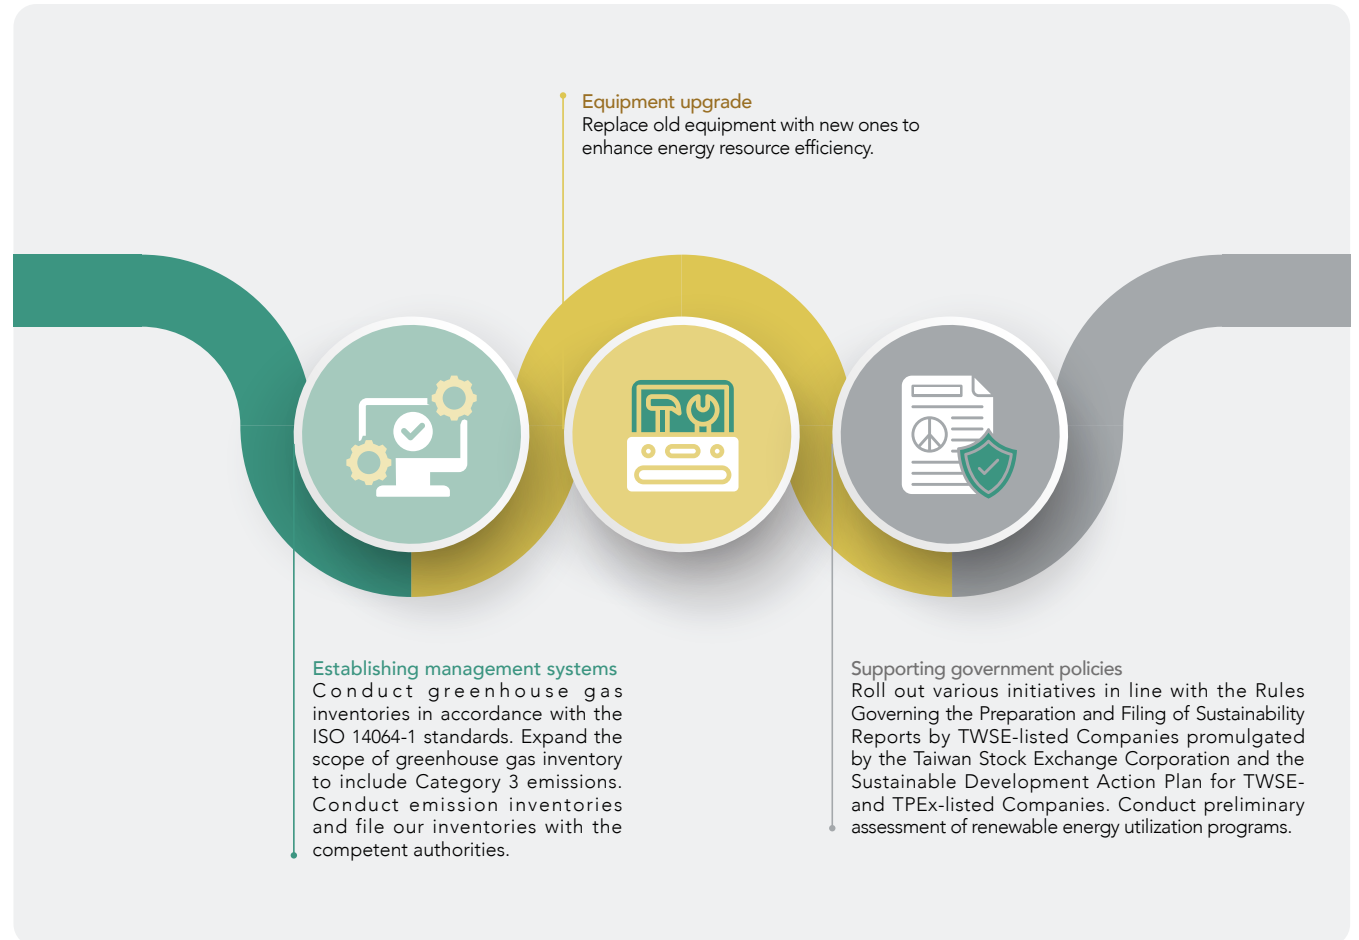 Equipment upgrade
Replace old equipment with new ones to
enhance energy resource efficiency.
Establishing management systems
Conduct greenhouse gas
inventories in accordance with the
ISO 14064-1 standards. Expand the
scope of greenhouse gas inventory
to include Category 3 emissions.
Conduct emission inventories
and file our inventories with the
competent authorities.
Supporting government policies
Roll out various initiatives in line with the Rules
Governing the Preparation and Filing of Sustainability
Reports by TWSE-listed Companies promulgated
by the Taiwan Stock Exchange Corporation and the
Sustainable Development Action Plan for TWSE-
and TPEx-listed Companies. Conduct preliminary
assessment of renewable energy utilization programs.